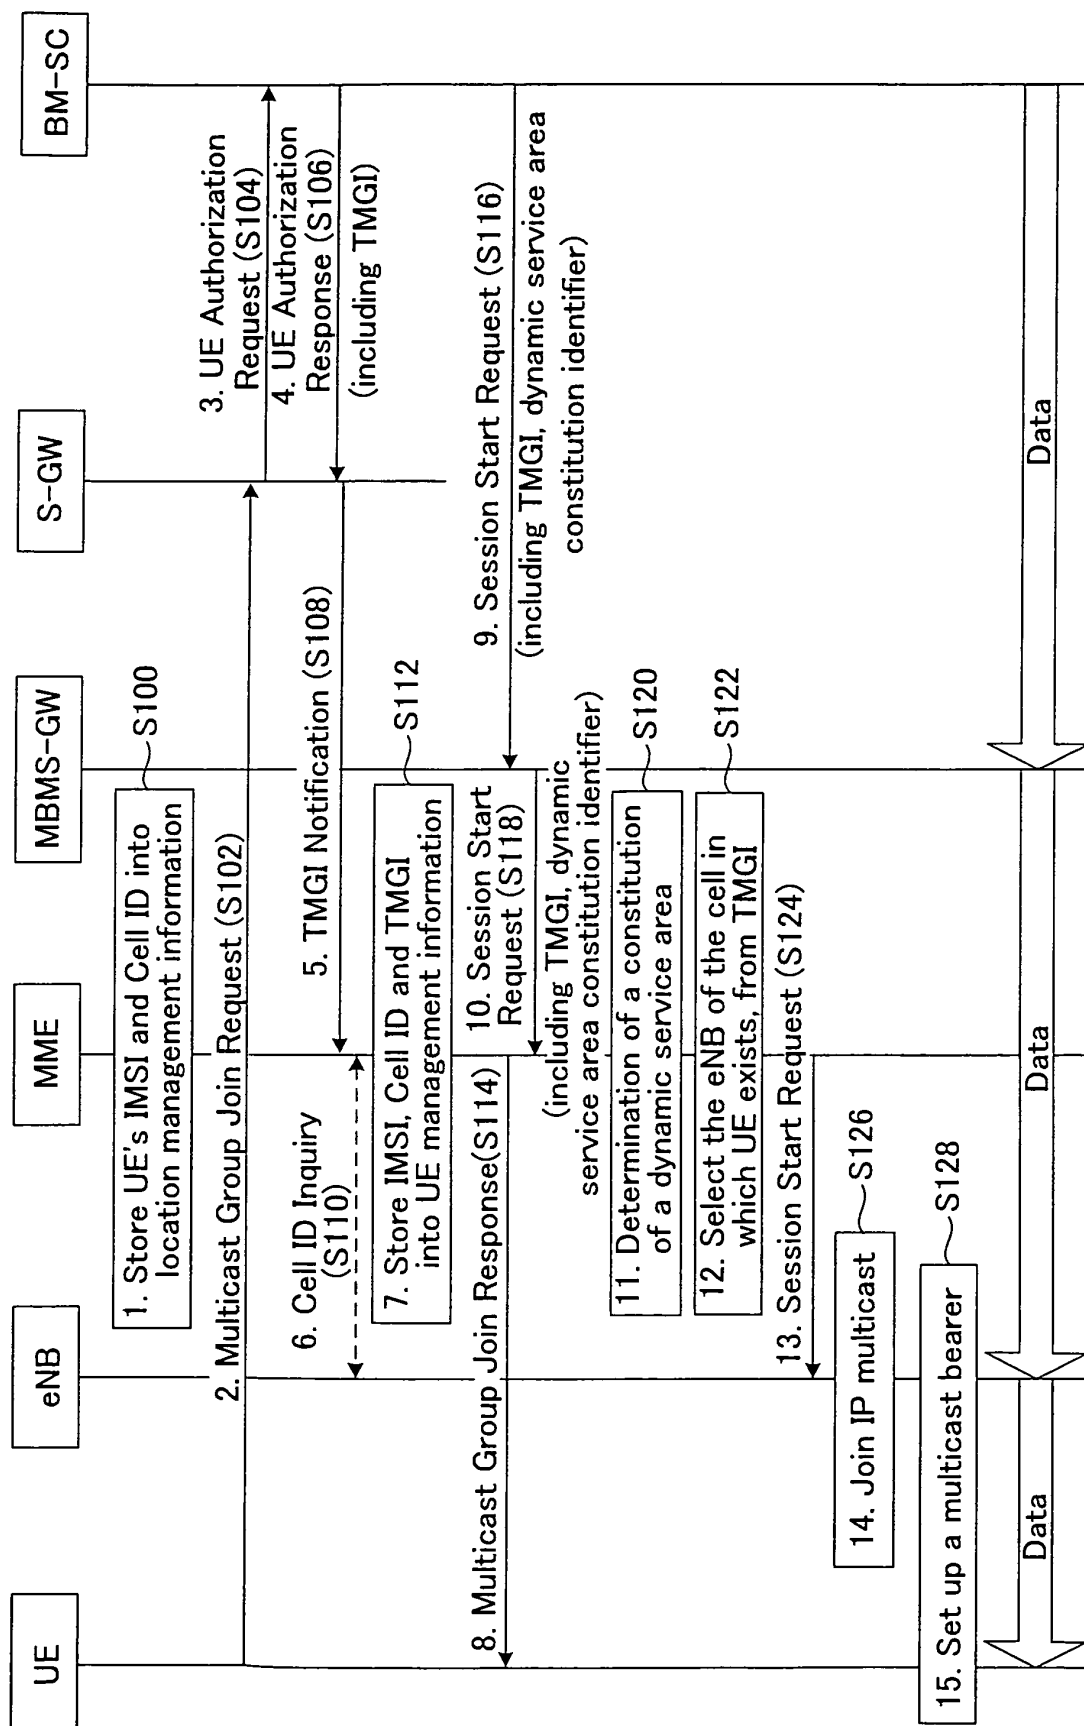 UE
eNB
MME
MBMS-GW
S-GW
BM-SC
1. Store UE's IMSI and Cell ID into
location management information
S100
2. Multicast Group Join Request (S102)
3. UE Authorization
Request (S104)
4. UE Authorization
Response (S106)
(including TMGI)
5. TMGI Notification (S108)
6. Cell ID Inquiry
(S110)
7. Store IMSI, Cell ID and TMGI
into UE management information
S112
8. Multicast Group Join Response(S114)
9. Session Start Request (S116)
(including TMGI, dynamic service area
constitution identifier)
10. Session Start
Request (S118)
(including TMGI, dynamic
service area constitution identifier)
11. Determination of a constitution
of a dynamic service area
S120
12. Select the eNB of the cell in
which UE exists, from TMGI
S122
13. Session Start Request (S124)
14. Join IP multicast
S126
15. Set up a multicast bearer
S128
Data
Data
Data